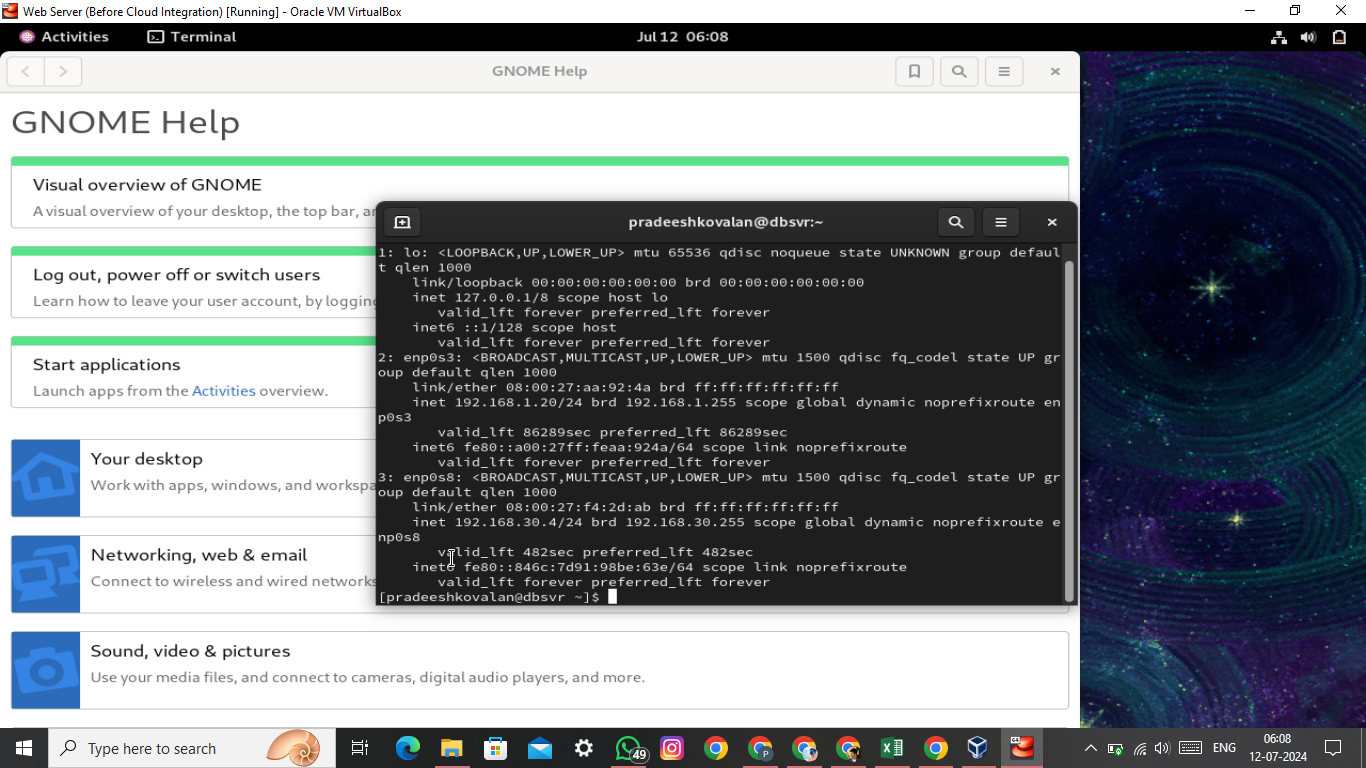 Web Server (Before Cloud Integration) [Running] - Oracle VM VirtualBox
Activities
Terminal
Jul 12 06:08
GNOME Help
GNOME Help
Visual overview of GNOME
A visual overview of your desktop, the top bar, an
Log out, power off or switch users
Learn how to leave your user account, by logging
Start applications
Launch apps from the Activities overview.
Your desktop
Work with apps, windows, and workspa
Networking, web & email
Connect to wireless and wired networks
Sound, video & pictures
Use your media files, and connect to cameras, digital audio players, and more.
pradeeshkovalan@dbsvr:~
1: lo: <LOOPBACK,UP,LOWER_UP> mtu 65536 qdisc noqueue state UNKNOWN group defaul
t qlen 1000
link/loopback 00:00:00:00:00:00 brd 00:00:00:00:00:00
inet 127.0.0.1/8 scope host lo
valid_lft forever preferred_lft forever
inet6 ::1/128 scope host
valid_lft forever preferred_lft forever
2: enp0s3: <BROADCAST,MULTICAST,UP,LOWER_UP> mtu 1500 qdisc fq_codel state UP gr
oup default qlen 1000
link/ether 08:00:27:aa:92:4a brd ff:ff:ff:ff:ff:ff
inet 192.168.1.20/24 brd 192.168.1.255 scope global dynamic noprefixroute en
p0s3
valid_lft 86289sec preferred_lft 86289sec
inet6 fe80::a00:27ff:feaa:924a/64 scope link noprefixroute
valid_lft forever preferred_lft forever
3: enp0s8: <BROADCAST,MULTICAST,UP,LOWER_UP> mtu 1500 qdisc fq_codel state UP gr
oup default qlen 1000
link/ether 08:00:27:f4:2d:ab brd ff:ff:ff:ff:ff:ff
inet 192.168.30.4/24 brd 192.168.30.255 scope global dynamic noprefixroute e
np0s8
valid_lft 482sec preferred_lft 482sec
inet6 fe80::846c:7d91:98be:63e/64 scope link noprefixroute
valid_lft forever preferred_lft forever
[pradeeshkovalan@dbsvr ~]$
Type here to search
49
P
ENG
06:08
12-07-2024